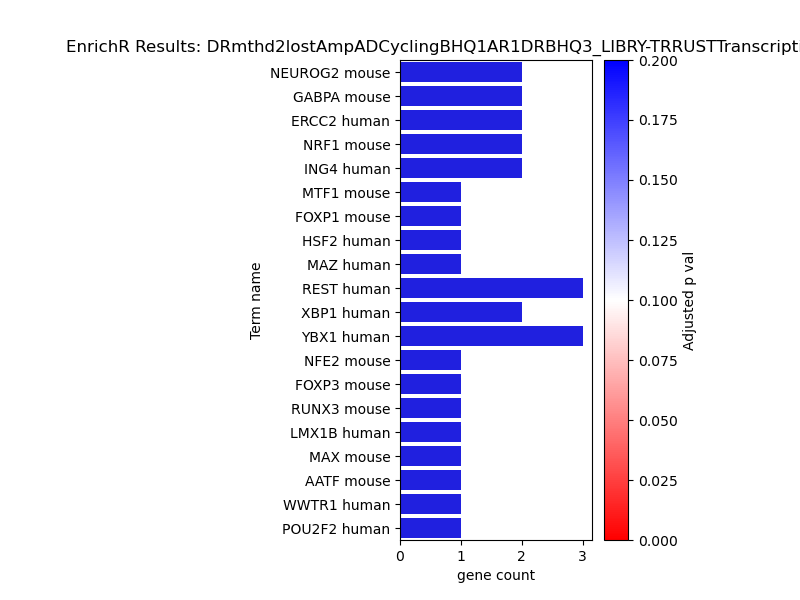 EnrichR Results: DRmthd2lostAmpADCyclingBHQ1AR1DRBHQ3_LIBRY-TRRUSTTranscripti
NEUROG2 mouse
GABPA mouse
ERCC2 human
NRF1 mouse
ING4 human
MTF1 mouse
FOXP1 mouse
HSF2 human
MAZ human
REST human
XBP1 human
YBX1 human
NFE2 mouse
FOXP3 mouse
RUNX3 mouse
LMX1B human
MAX mouse
AATF mouse
WWTR1 human
POU2F2 human
Term name
0 1 2 3
gene count
0.200
0.175
0.150
0.125
0.100
0.075
0.050
0.025
0.000
Adjusted p val